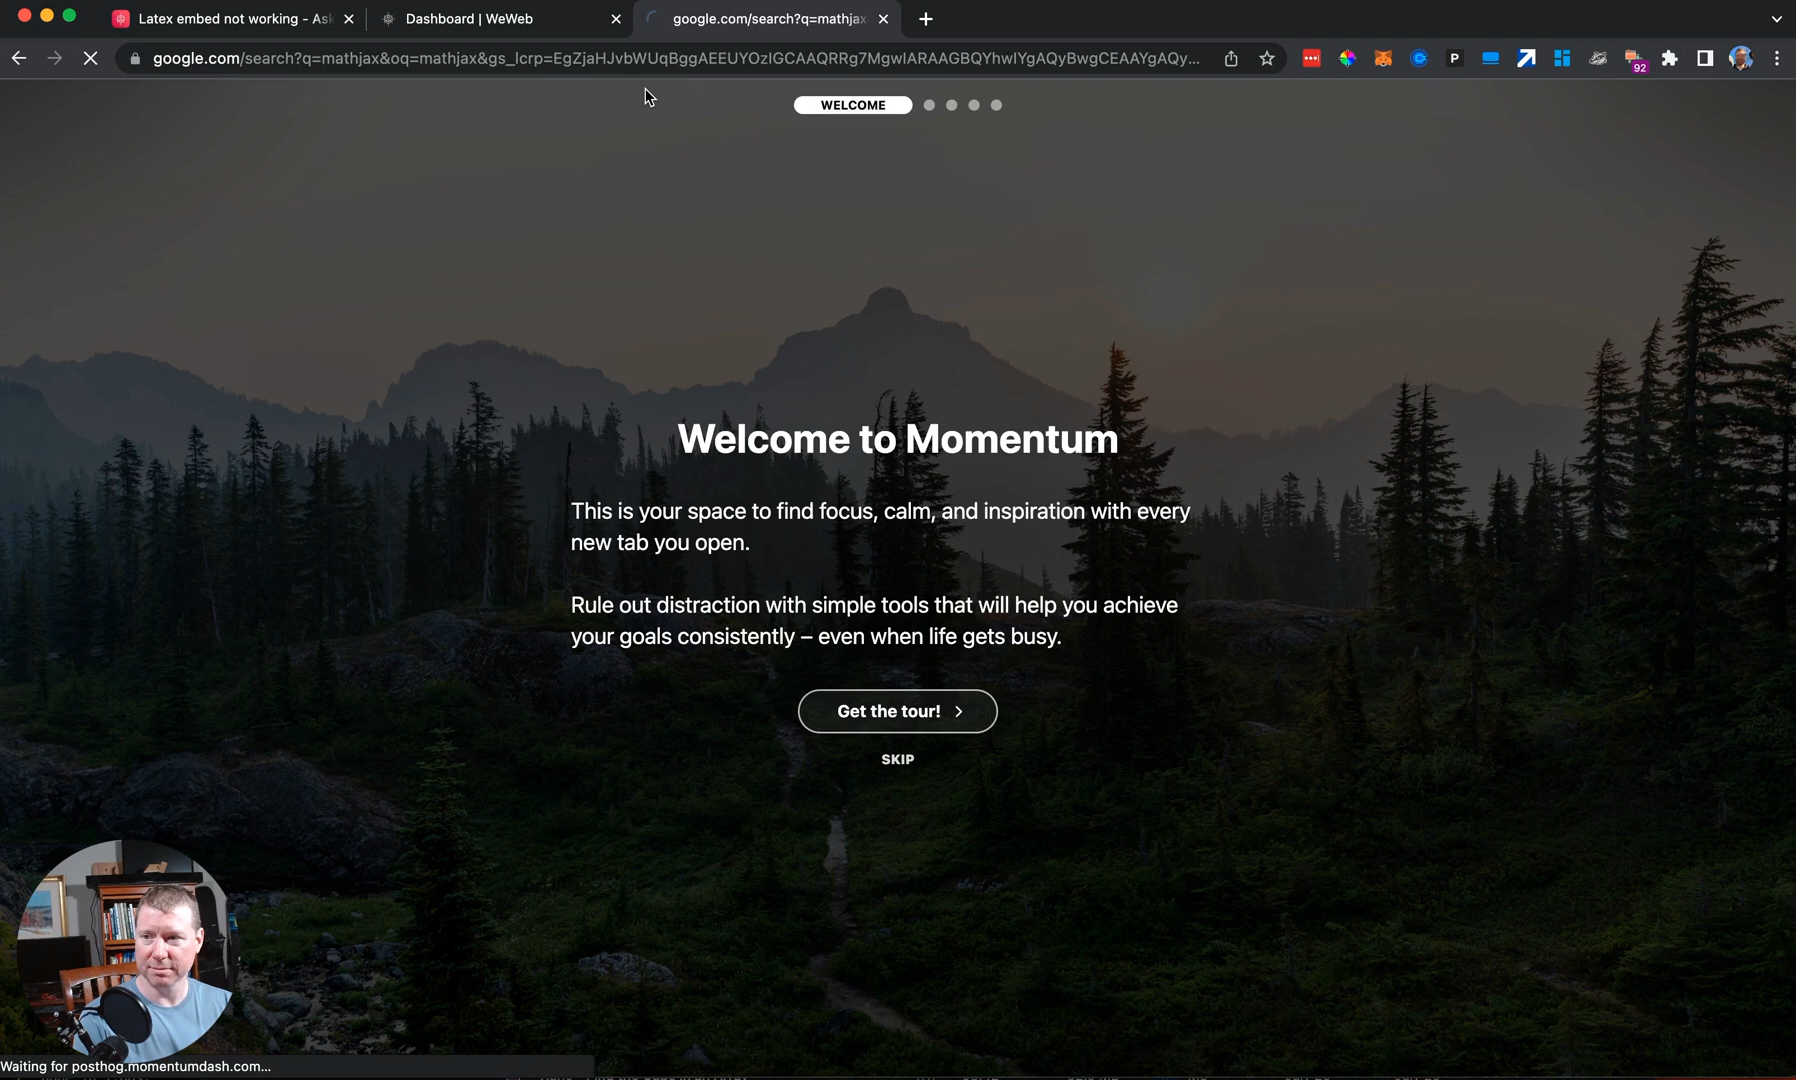 Latex embed not working - As
Dashboard | WeWeb
google.com/search?q=mathjax
google.com/search?q=mathjax&oq=mathjax&gs_lcrp=EgZjaHJvbWUqBggAEEUYOzIGCAAQRRg7MgwIARAAGBQYhwIYgAQyBwgCEAAYgAQy...
P
92
WELCOME
Welcome to Momentum
This is your space to find focus, calm, and inspiration with every
new tab you open.
Rule out distraction with simple tools that will help you achieve
your goals consistently – even when life gets busy.
Get the tour!
SKIP
Waiting for posthog.momentumdash.com...